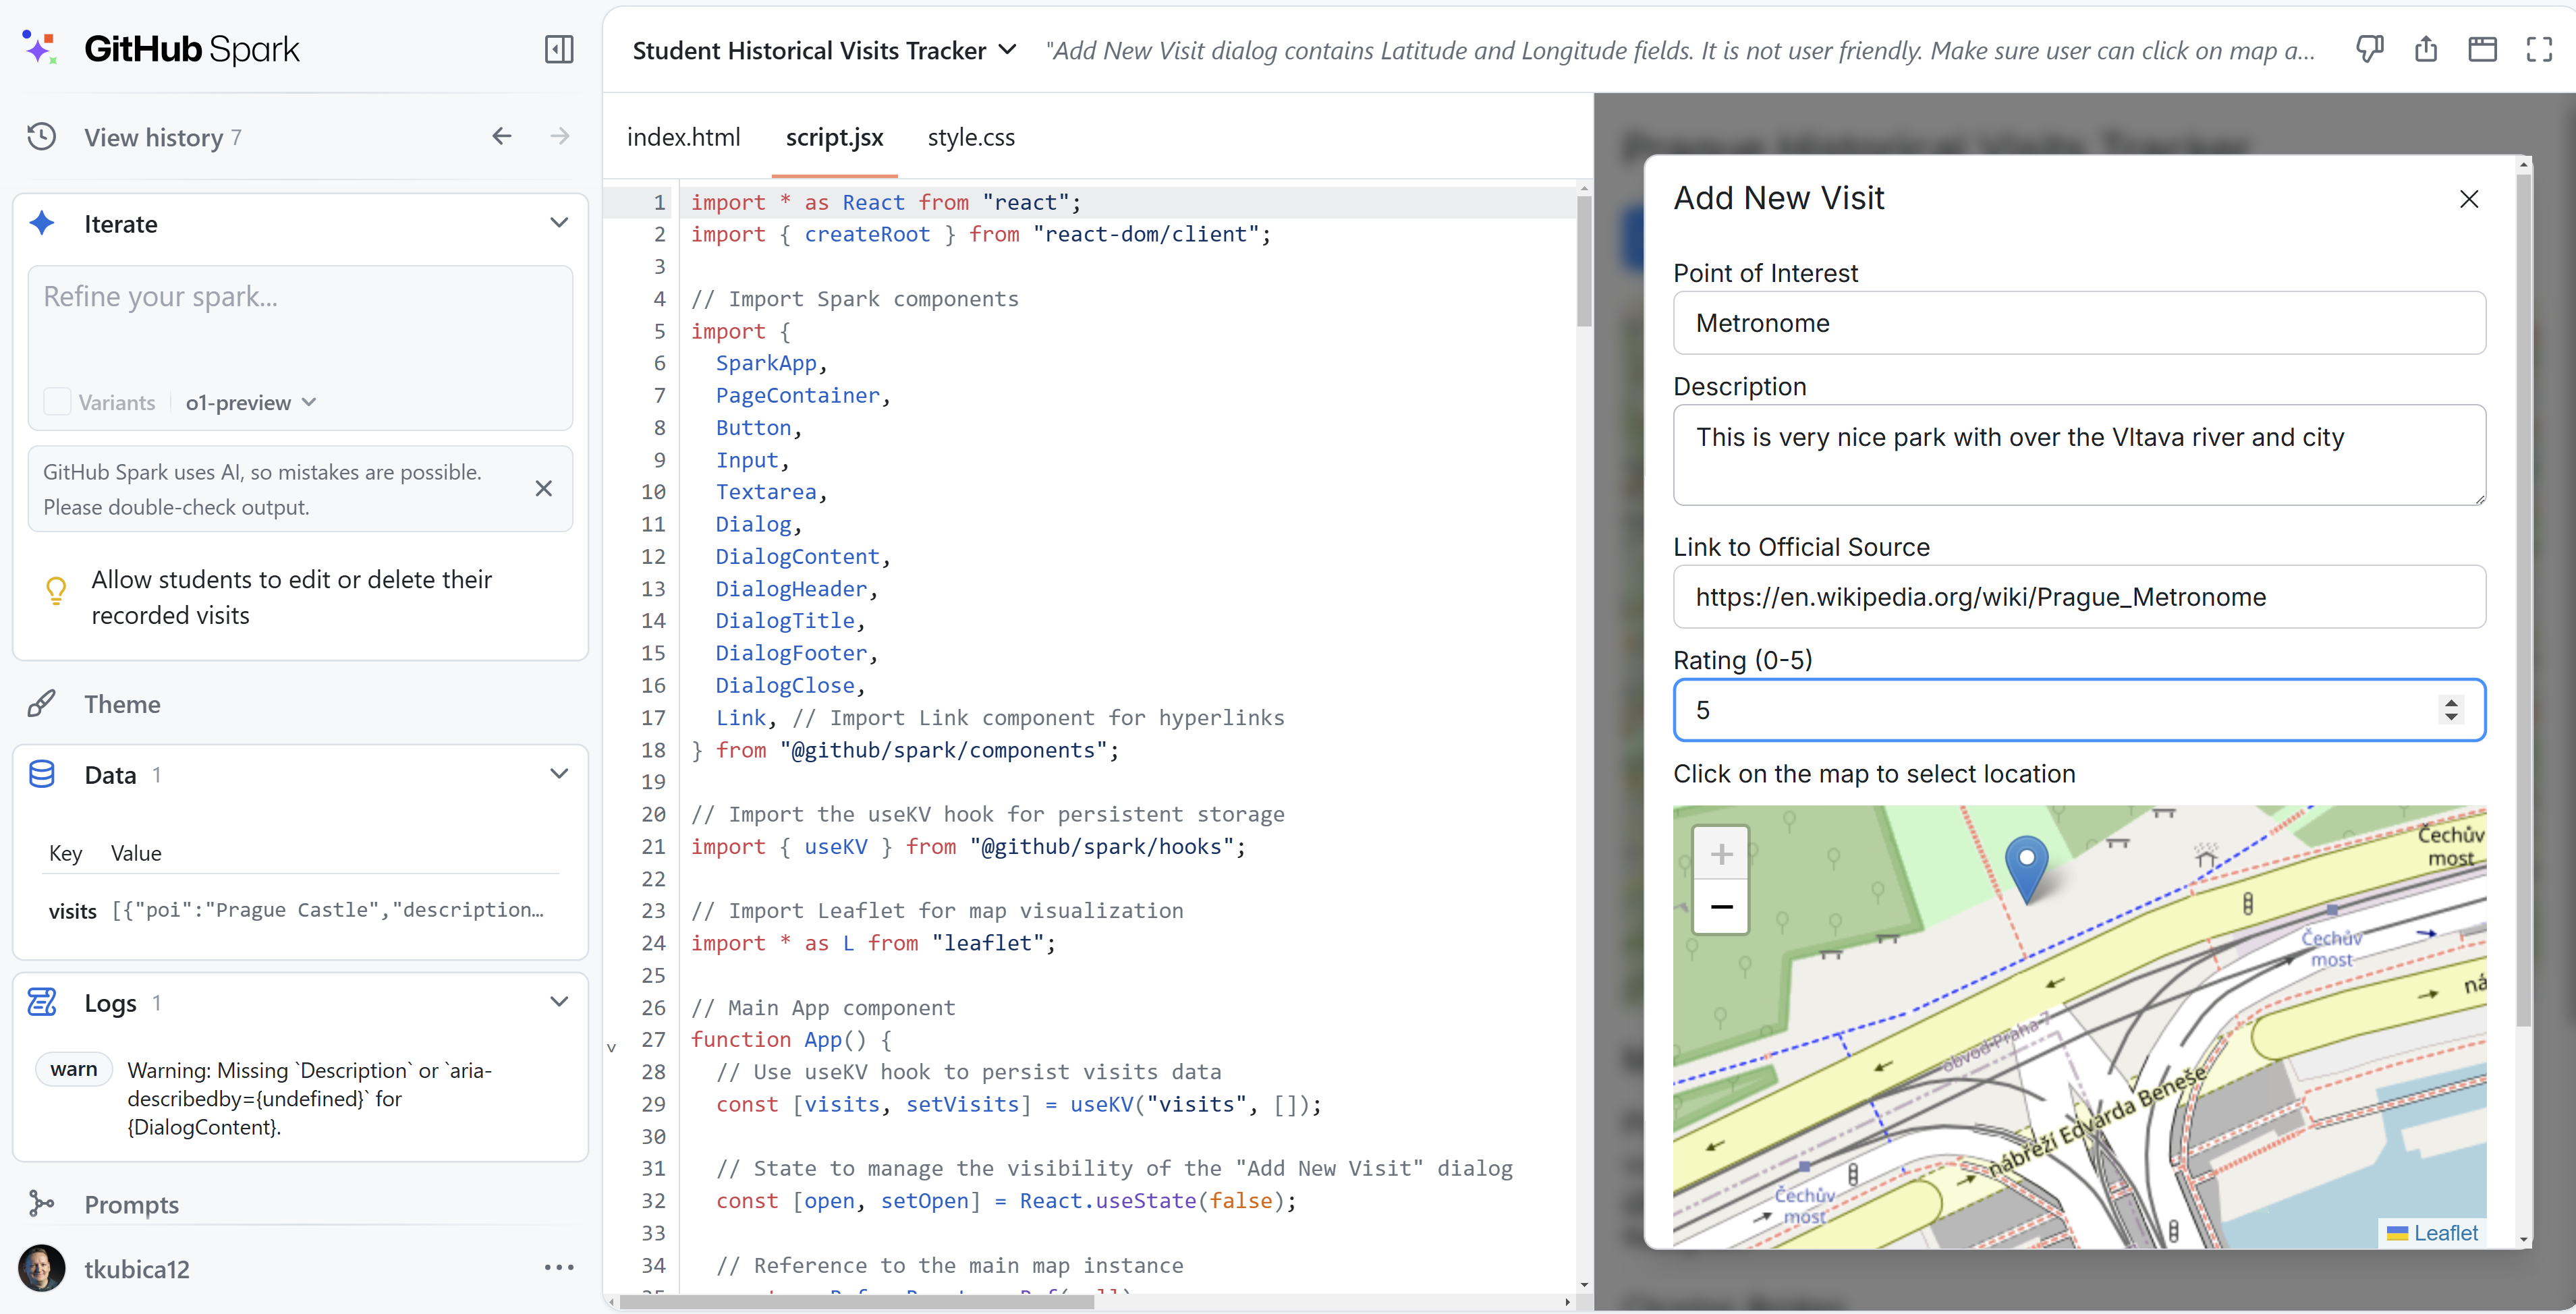 GitHub Spark
View history 7
Iterate
Refine your spark...
Variants
o1-preview
GitHub Spark uses AI, so mistakes are possible.
Please double-check output.
Allow students to edit or delete their
recorded visits
Theme
Data 1
Key Value
visits [{"poi":"Prague Castle","description...
Logs 1
warn
Warning: Missing `Description` or `aria-
describedby={undefined}` for
{DialogContent}.
Prompts
tkubica12
Student Historical Visits Tracker
"Add New Visit dialog contains Latitude and Longitude fields. It is not user friendly. Make sure user can click on map a...
index.html script.jsx style.css
1 import * as React from "react";
2 import { createRoot } from "react-dom/client";
3
4 // Import Spark components
5 import {
6 SparkApp,
7 PageContainer,
8 Button,
9 Input,
10 Textarea,
11 Dialog,
12 DialogContent,
13 DialogHeader,
14 DialogTitle,
15 DialogFooter,
16 DialogClose,
17 Link, // Import Link component for hyperlinks
18 } from "@github/spark/components";
19
20 // Import the useKV hook for persistent storage
21 import { useKV } from "@github/spark/hooks";
22
23 // Import Leaflet for map visualization
24 import * as L from "leaflet";
25
26 // Main App component
27 function App() {
28 // Use useKV hook to persist visits data
29 const [visits, setVisits] = useKV("visits", []);
30
31 // State to manage the visibility of the "Add New Visit" dialog
32 const [open, setOpen] = React.useState(false);
33
34 // Reference to the main map instance
Prague Historical Visits Tracker
Add New Visit
Point of Interest
Metronome
Description
This is very nice park with over the Vltava river and city
Link to Official Source
https://en.wikipedia.org/wiki/Prague_Metronome
Rating (0-5)
5
Click on the map to select location
+
−
Čechův
most
Čechův
most
obvod Praha 7
ná
nábřeží Edvarda Beneše
Čechův
most
Leaflet